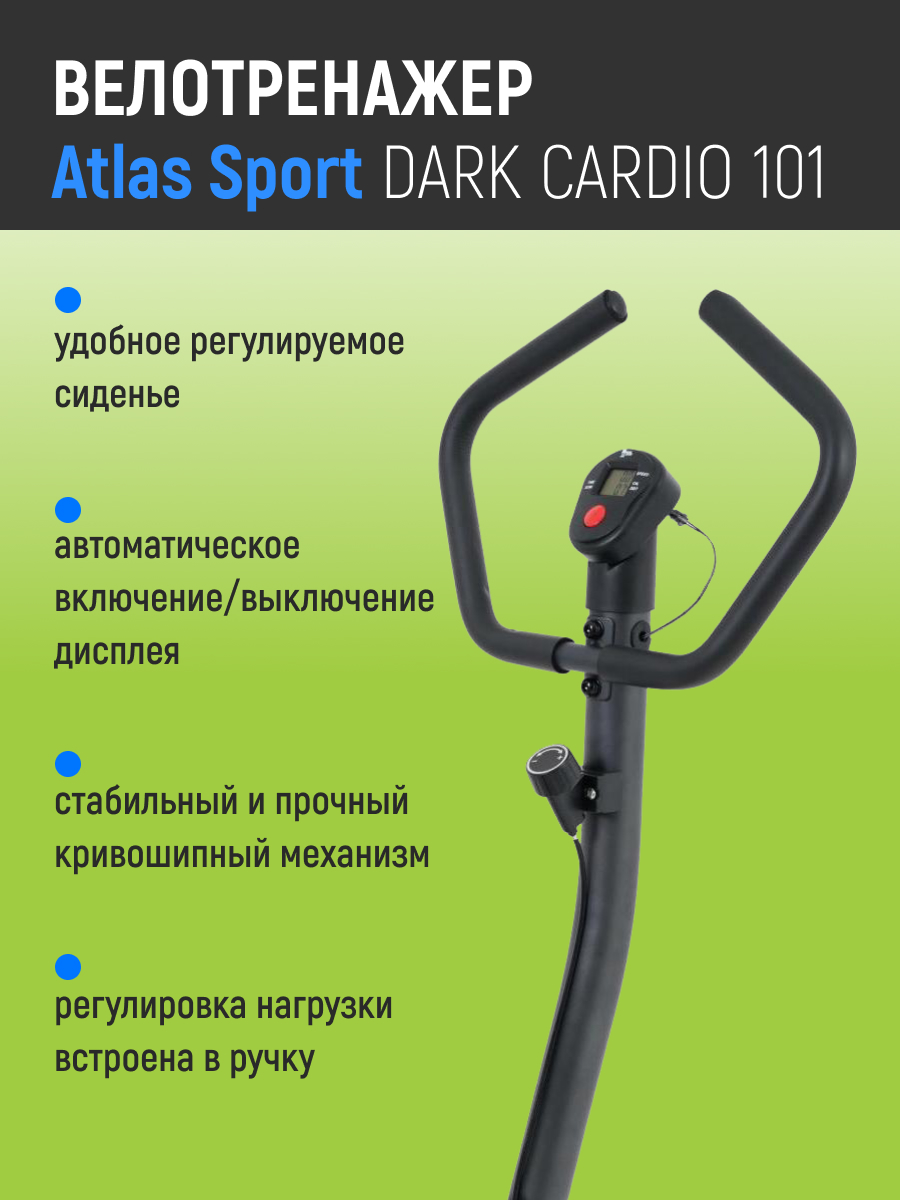 ВЕЛОТРЕНАЖЕР
Atlas Sport DARK CARDIO 101
удобное регулируемое
сиденье
автоматическое
включение/выключение
дисплея
стабильный и прочный
кривошипный механизм
регулировка нагрузки
встроена в ручку